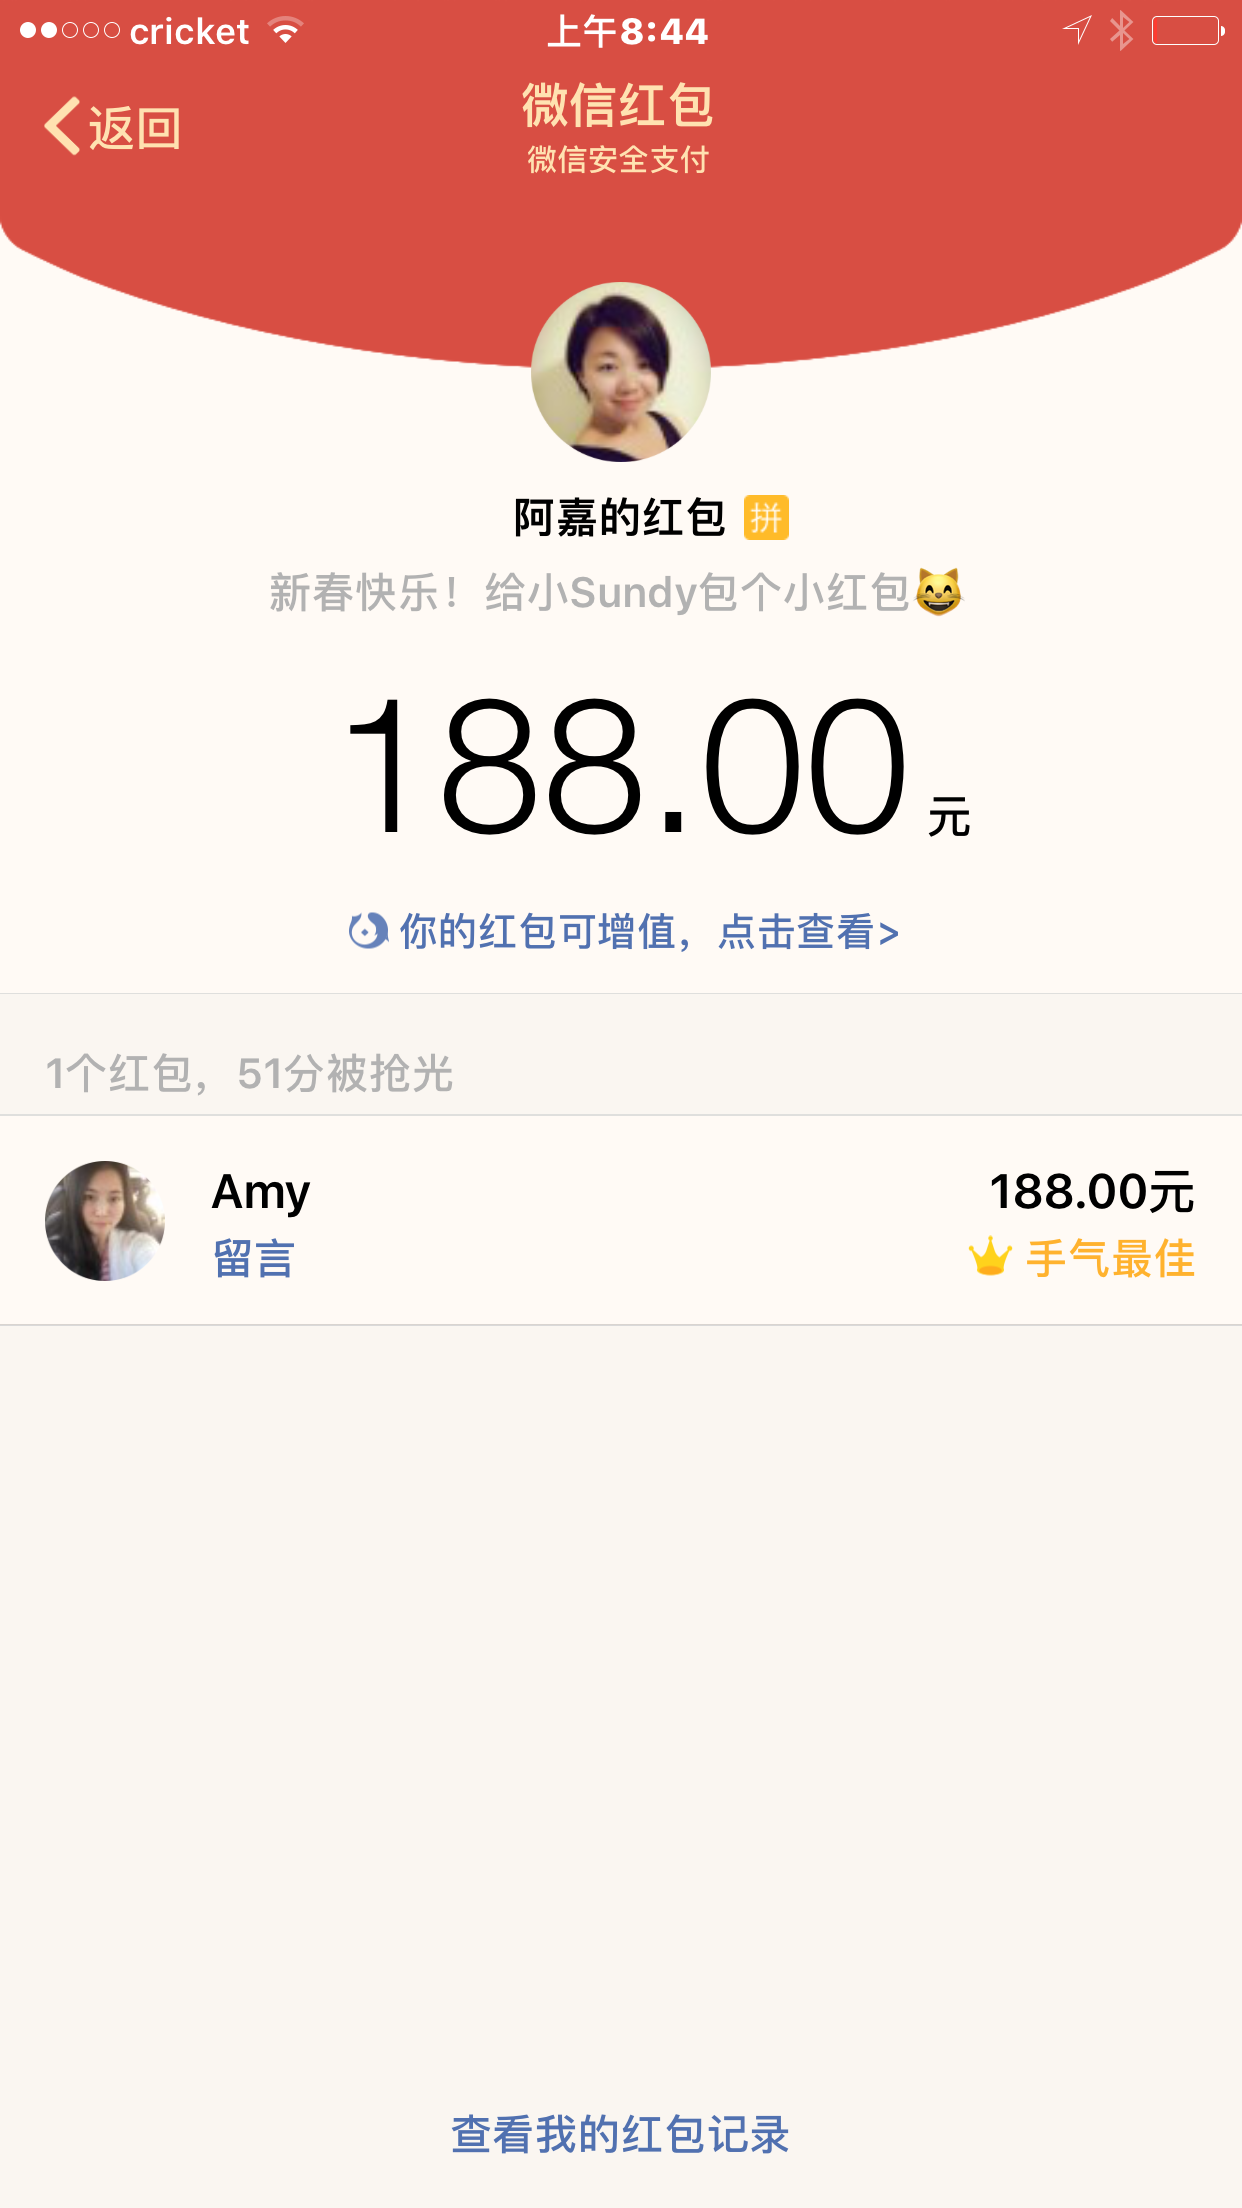 cricket 上午8:44
返回
微信红包
微信安全支付
阿嘉的红包 拼
新春快乐！给小Sundy包个小红包😸
188.00元
你的红包可增值，点击查看>
1个红包，51分被抢光
Amy 188.00元
留言 手气最佳
查看我的红包记录